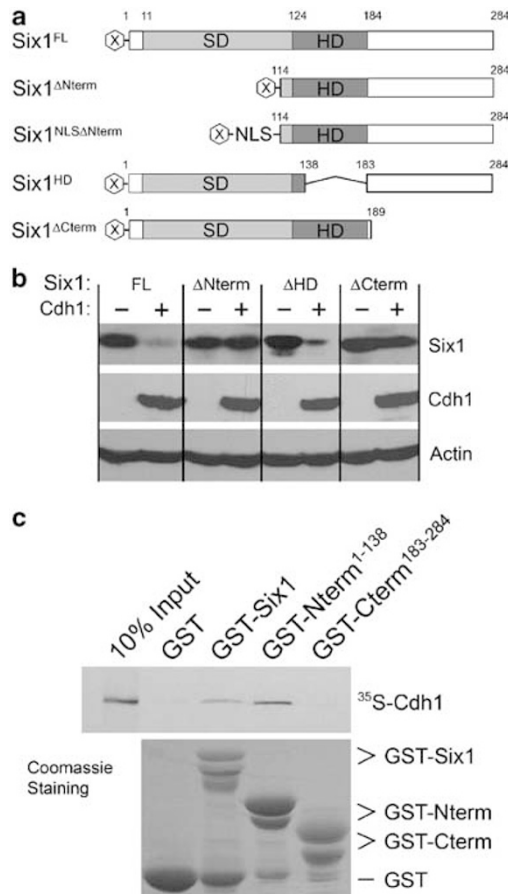 a
1 11 124 184 284
Six1FL X SD HD
114 284
Six1ΔNterm X HD
114 284
Six1NLSΔNterm X NLS HD
1 138 183 284
Six1HD X SD
1 189
Six1ΔCterm X SD HD
b
Six1: FL ΔNterm ΔHD ΔCterm
Cdh1: − + − + − + − +
Six1
Cdh1
Actin
c
10% Input
GST
GST-Six1
GST-Nterm1-138
GST-Cterm183-284
35S-Cdh1
Coomassie
Staining
> GST-Six1
> GST-Nterm
> GST-Cterm
– GST